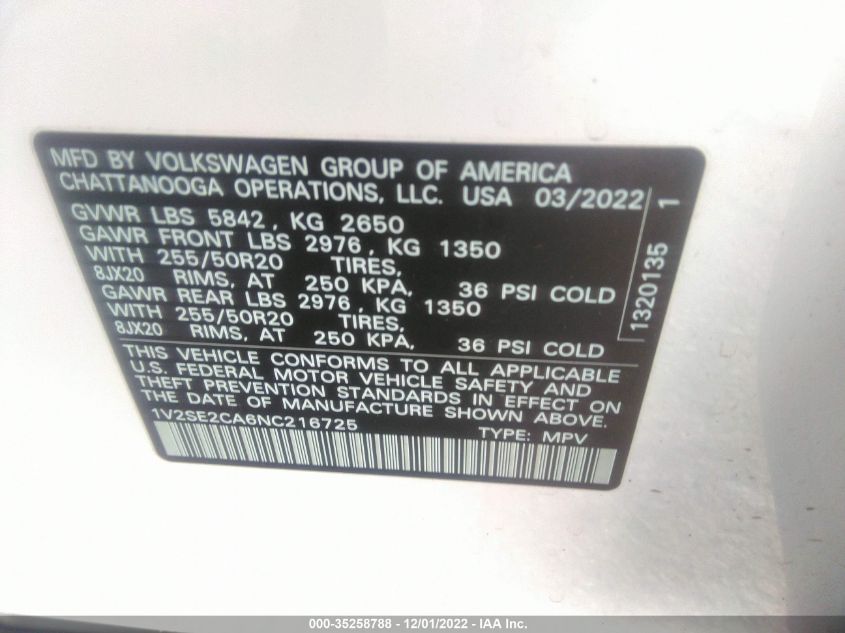 MFD BY VOLKSWAGEN GROUP OF AMERICA
CHATTANOOGA OPERATIONS, LLC. USA 03/2022
GVWR LBS 5842, KG 2650
GAWR FRONT LBS 2976, KG 1350
WITH 255/50R20 TIRES,
8JX20 RIMS, AT 250 KPA, 36 PSI COLD
GAWR REAR LBS 2976, KG 1350
WITH 255/50R20 TIRES,
8JX20 RIMS, AT 250 KPA, 36 PSI COLD
THIS VEHICLE CONFORMS TO ALL APPLICABLE
U.S. FEDERAL MOTOR VEHICLE SAFETY AND
THEFT PREVENTION STANDARDS IN EFFECT ON
THE DATE OF MANUFACTURE SHOWN ABOVE.
1V2SE2CA6NC216725 TYPE: MPV
1320135 1
000-35258788 - 12/01/2022 - IAA Inc.